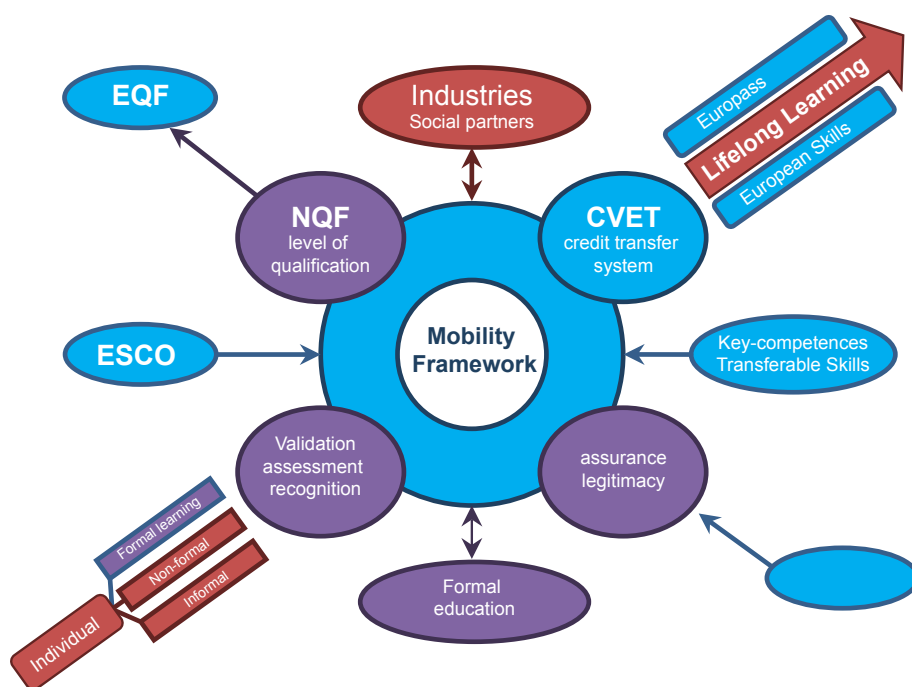 EQF
Industries
Social partners
Europass
Lifelong Learning
European Skills
NQF
level of
qualification
CVET
credit transfer
system
Mobility
Framework
ESCO
Key-competences
Transferable Skills
Validation
assessment
recognition
assurance
legitimacy
Formal learning
Non-formal
Informal
Individual
Formal
education